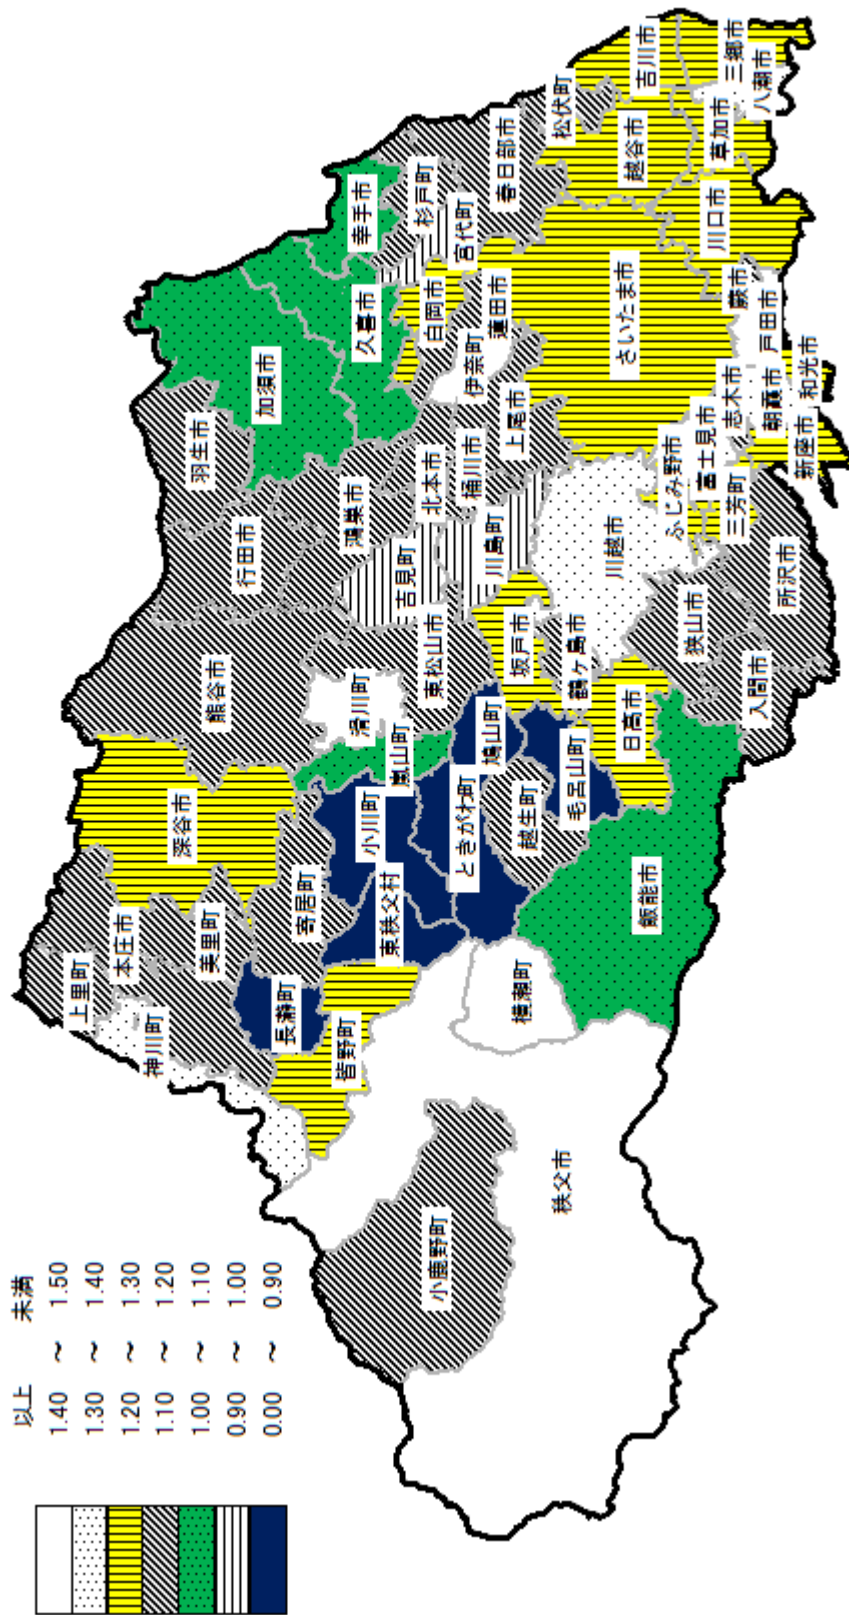 以上 未満
1.40 ～ 1.50
1.30 ～ 1.40
1.20 ～ 1.30
1.10 ～ 1.20
1.00 ～ 1.10
0.90 ～ 1.00
0.00 ～ 0.90
上里町
本庄市
神川町
美里町
深谷市
熊谷市
行田市
羽生市
加須市
長瀞町
寄居町
皆野町
小川町
東秩父村
嵐山町
滑川町
東松山市
吉見町
鴻巣市
北本市
桶川市
久喜市
幸手市
杉戸町
宮代町
白岡市
蓮田市
伊奈町
上尾市
春日部市
松伏町
小鹿野町
秩父市
横瀬町
ときがわ町
鳩山町
越生町
毛呂山町
坂戸市
鶴ヶ島市
川島町
川越市
日高市
飯能市
狭山市
入間市
所沢市
さいたま市
越谷市
吉川市
三郷市
八潮市
草加市
川口市
蕨市
戸田市
ふじみ野市
富士見市
三芳町
志木市
朝霞市
和光市
新座市